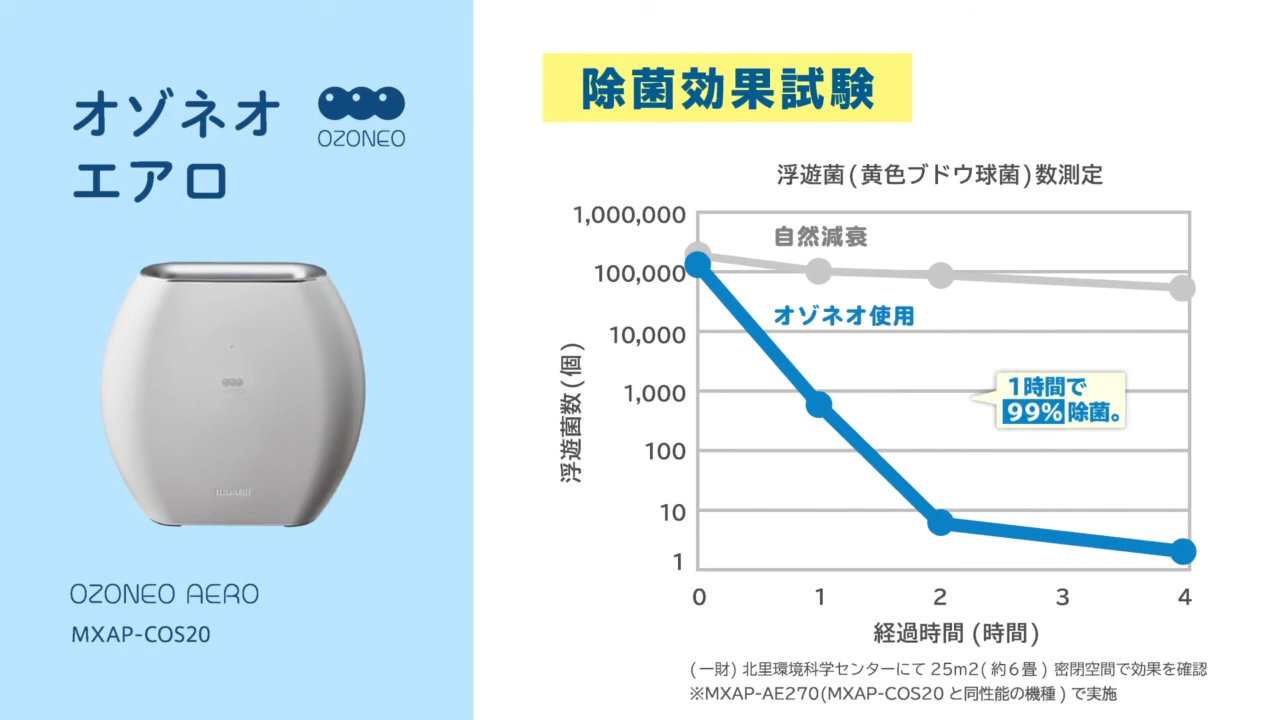 オゾネオ
エアロ
OZONEO
OZONEO AERO
MXAP-COS20
除菌効果試験
浮遊菌(黄色ブドウ球菌)数測定
浮遊菌数(個)
1,000,000
100,000
10,000
1,000
100
10
1
自然減衰
オゾネオ使用
1時間で
99%除菌。
0 1 2 3 4
経過時間 (時間)
(一財) 北里環境科学センターにて 25m2(約6畳) 密閉空間で効果を確認
※MXAP-AE270(MXAP-COS20 と同性能の機種)で実施